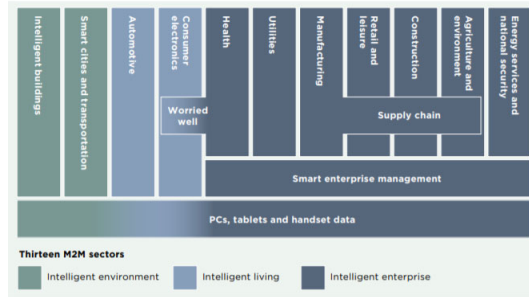 Intelligent buildings
Smart cities and
transportation
Automotive
Consumer
electronics
Health
Utilities
Manufacturing
Retail and
leisure
Construction
Agriculture and
environment
Energy services and
national security
Worried
well
Supply chain
Smart enterprise management
PCs, tablets and handset data
Thirteen M2M sectors
Intelligent environment
Intelligent living
Intelligent enterprise